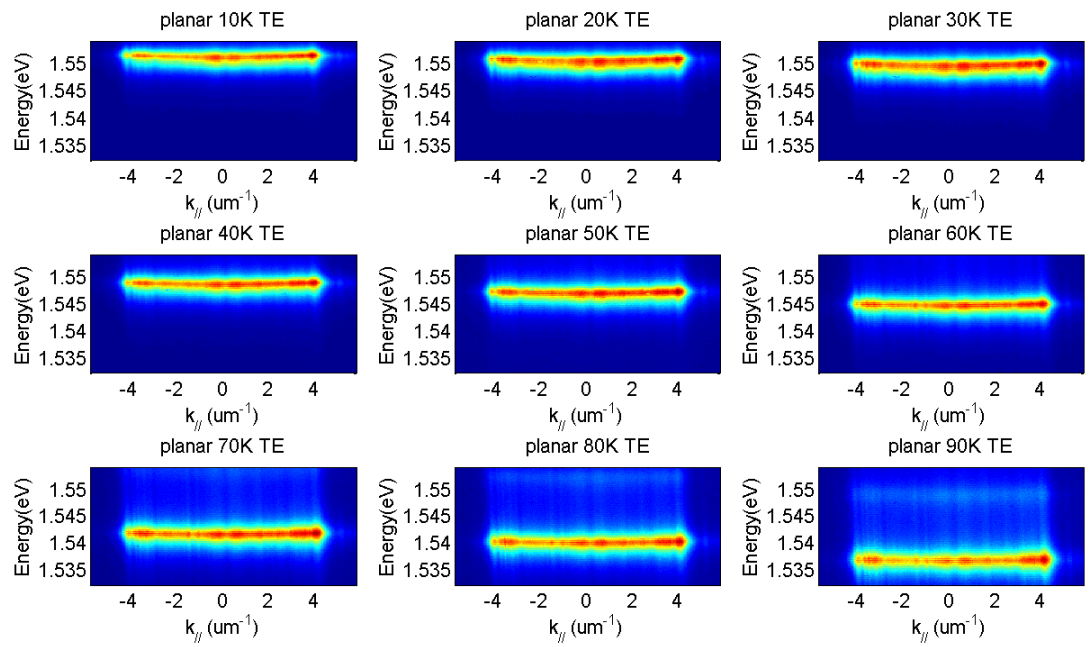 planar 10K TE
Energy(eV)
1.55
1.545
1.54
1.535
-4 -2 0 2 4
k// (um-1)
planar 20K TE
Energy(eV)
1.55
1.545
1.54
1.535
-4 -2 0 2 4
k// (um-1)
planar 30K TE
Energy(eV)
1.55
1.545
1.54
1.535
-4 -2 0 2 4
k// (um-1)
planar 40K TE
Energy(eV)
1.55
1.545
1.54
1.535
-4 -2 0 2 4
k// (um-1)
planar 50K TE
Energy(eV)
1.55
1.545
1.54
1.535
-4 -2 0 2 4
k// (um-1)
planar 60K TE
Energy(eV)
1.55
1.545
1.54
1.535
-4 -2 0 2 4
k// (um-1)
planar 70K TE
Energy(eV)
1.55
1.545
1.54
1.535
-4 -2 0 2 4
k// (um-1)
planar 80K TE
Energy(eV)
1.55
1.545
1.54
1.535
-4 -2 0 2 4
k// (um-1)
planar 90K TE
Energy(eV)
1.55
1.545
1.54
1.535
-4 -2 0 2 4
k// (um-1)